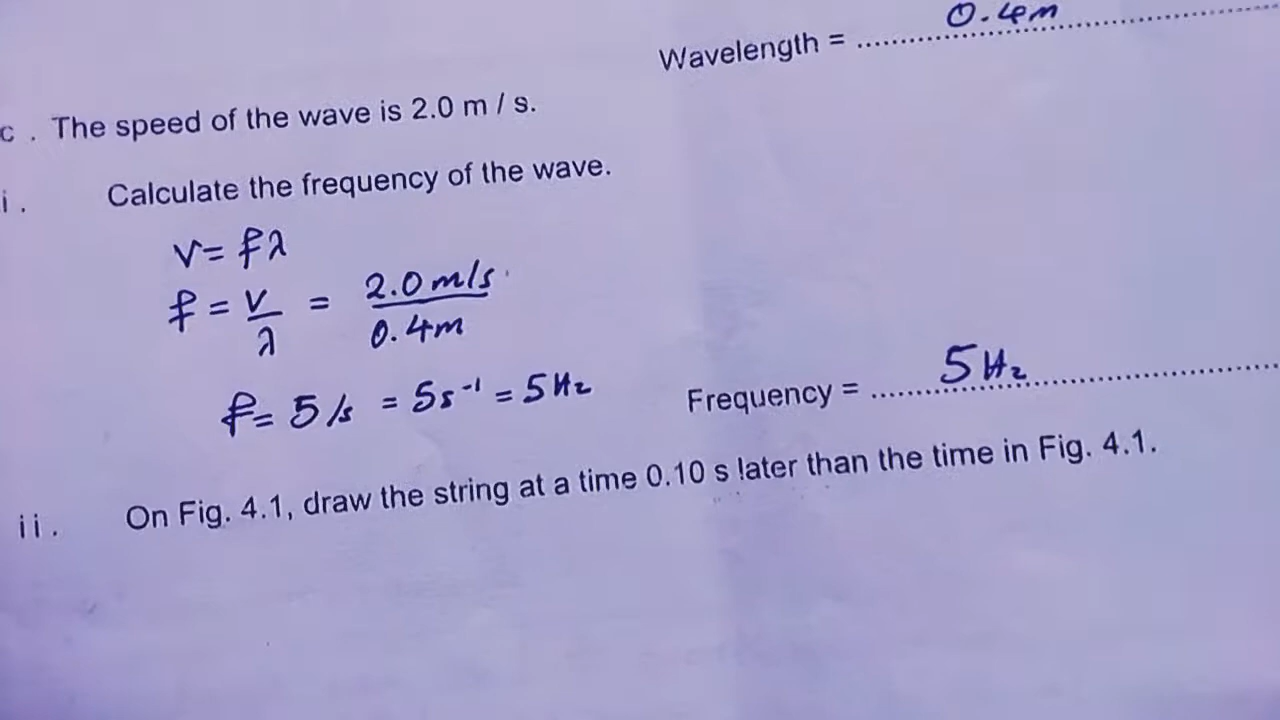 Wavelength = .......... 0.4m ..........
c . The speed of the wave is 2.0 m / s.
i . Calculate the frequency of the wave.
V = fλ
f = V/λ = 2.0 m/s / 0.4m
f = 5/s = 5s⁻¹ = 5Hz
Frequency = .......... 5Hz ..........
ii . On Fig. 4.1, draw the string at a time 0.10 s later than the time in Fig. 4.1.